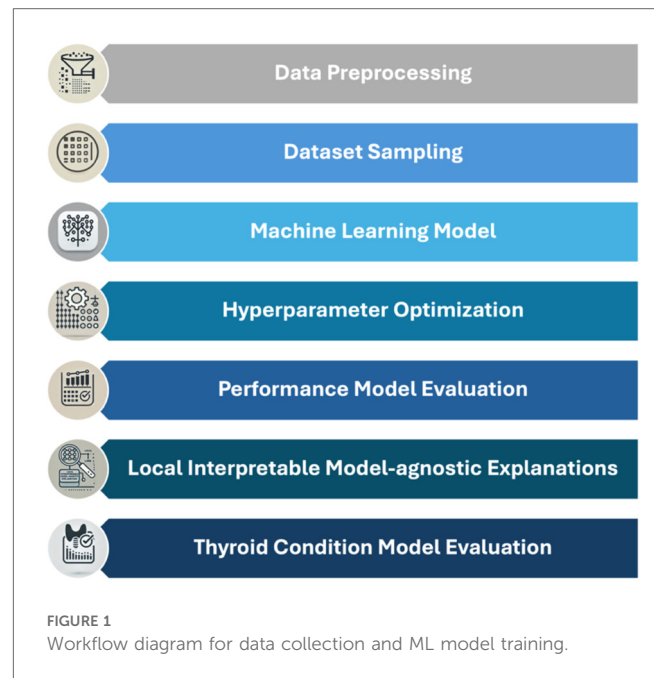 Data Preprocessing
Dataset Sampling
Machine Learning Model
Hyperparameter Optimization
Performance Model Evaluation
Local Interpretable Model-agnostic Explanations
Thyroid Condition Model Evaluation
FIGURE 1
Workflow diagram for data collection and ML model training.